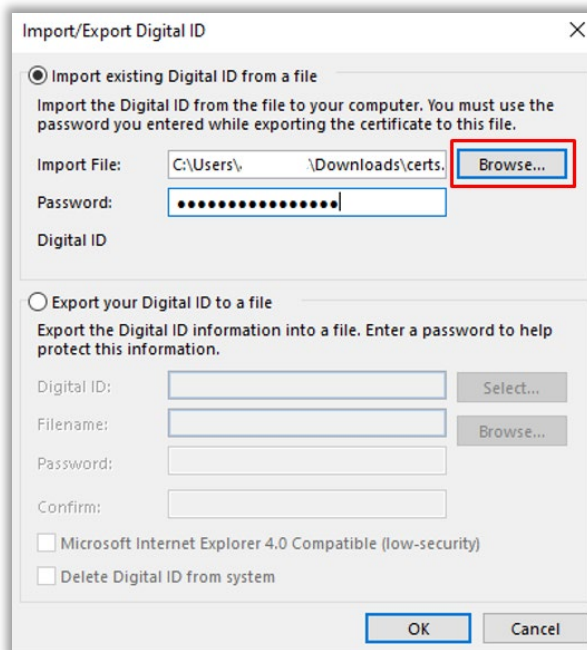 Import/Export Digital ID
Import existing Digital ID from a file
Import the Digital ID from the file to your computer. You must use the
password you entered while exporting the certificate to this file.
Import File: C:\Users\. \Downloads\certs. Browse...
Password: ●●●●●●●●●●●●●●●●
Digital ID
Export your Digital ID to a file
Export the Digital ID information into a file. Enter a password to help
protect this information.
Digital ID: Select...
Filename: Browse...
Password:
Confirm:
Microsoft Internet Explorer 4.0 Compatible (low-security)
Delete Digital ID from system
OK Cancel